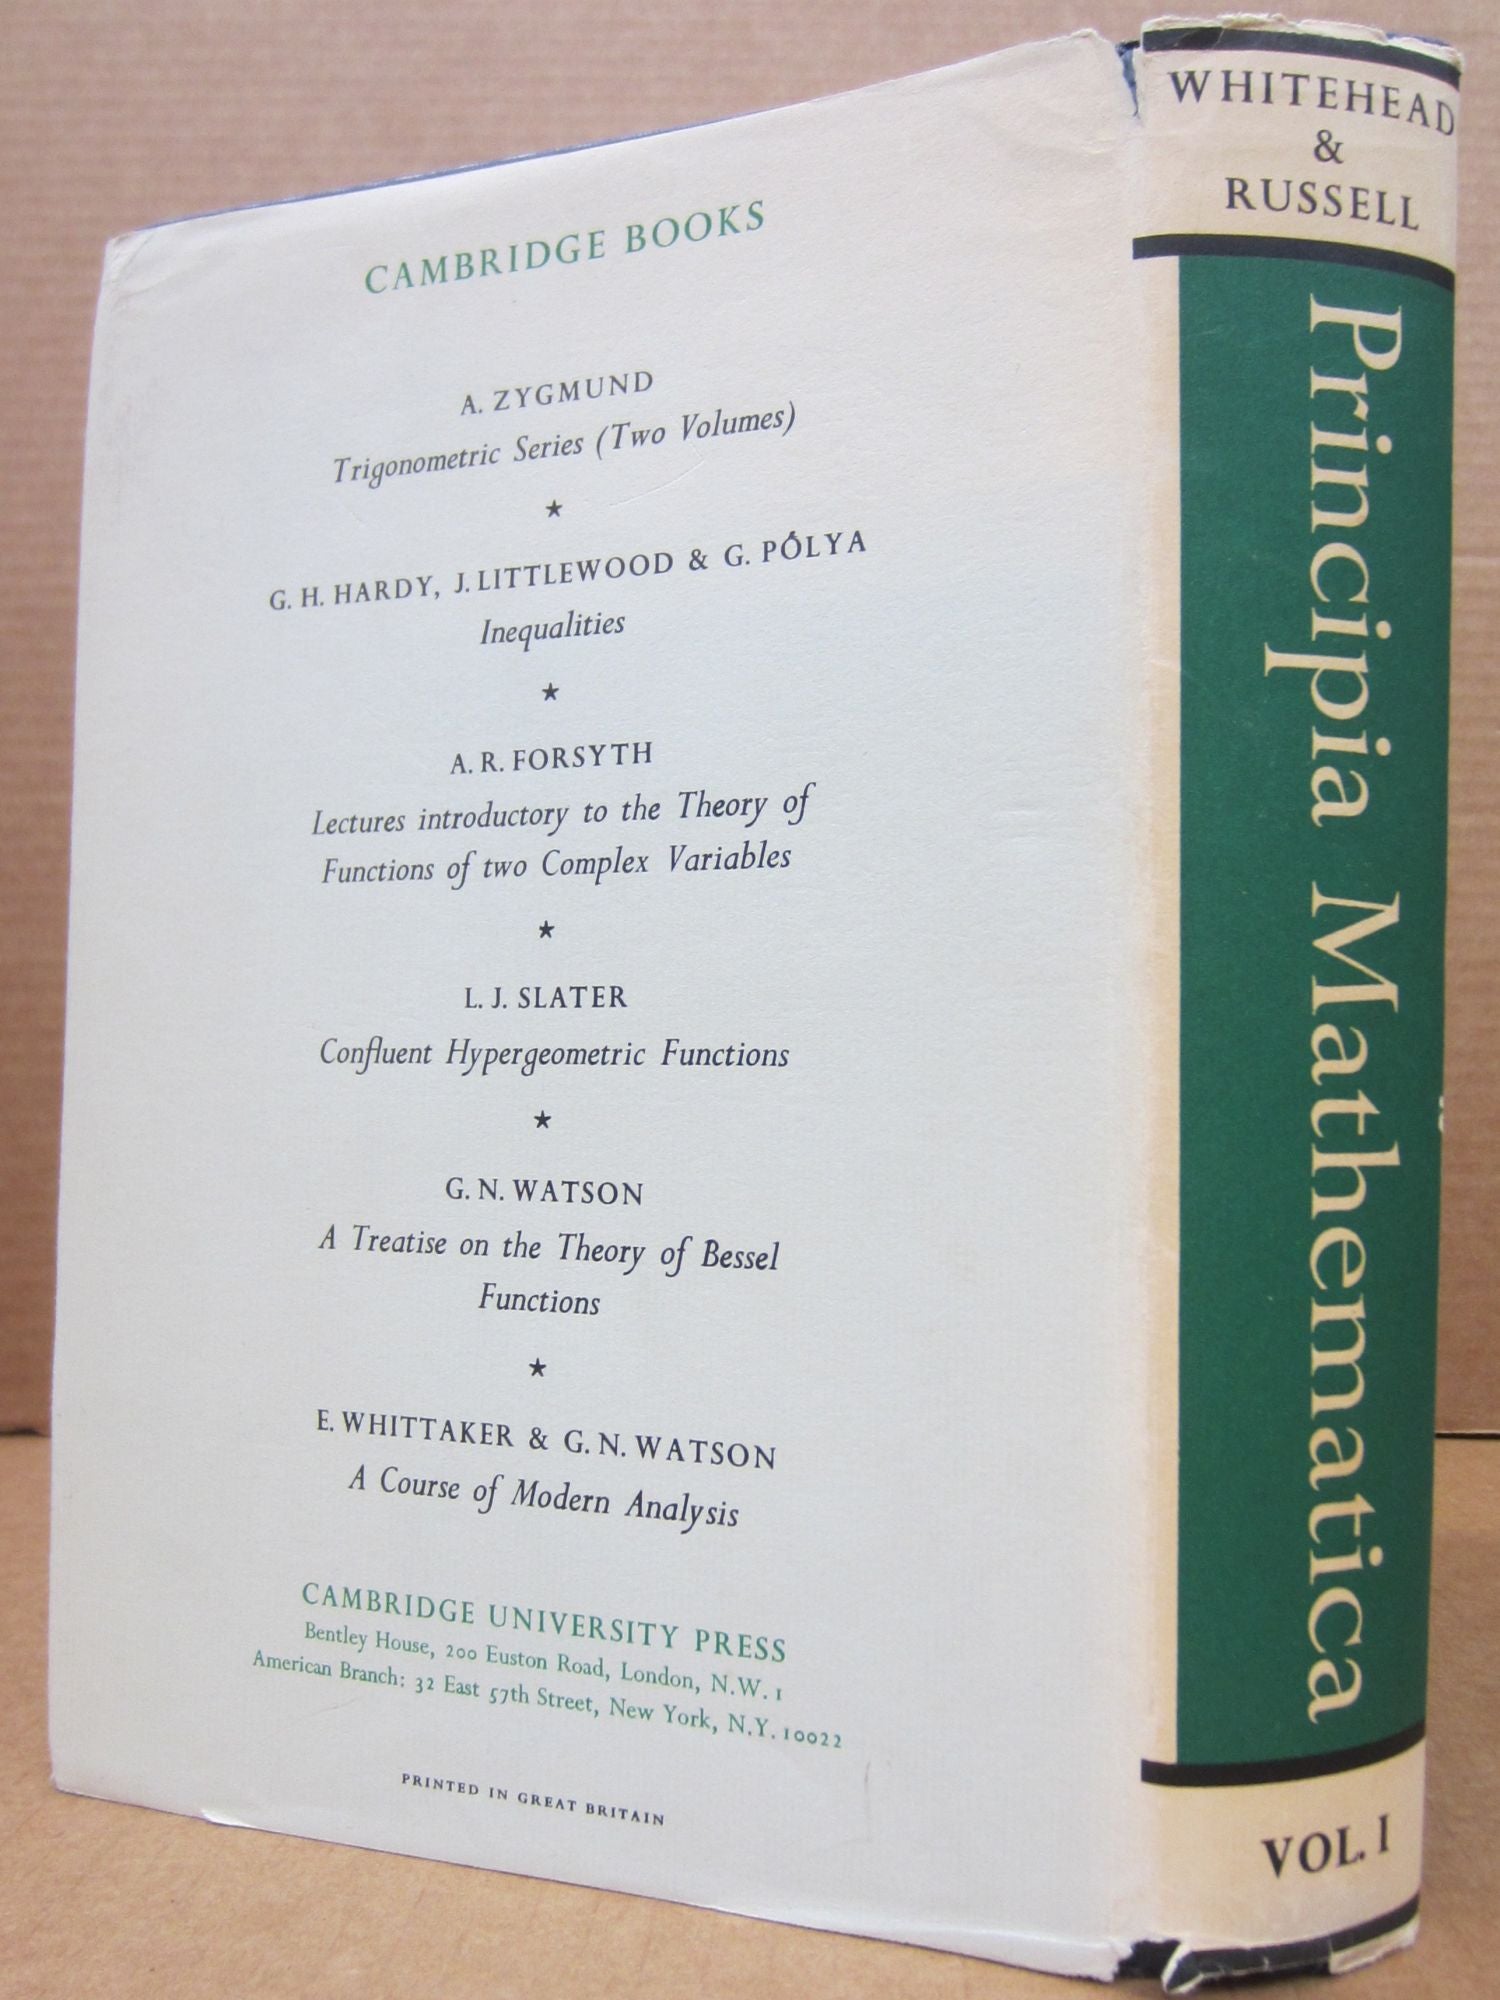 CAMBRIDGE BOOKS
A. ZYGMUND
Trigonometric Series (Two Volumes)
★
G. H. HARDY, J. LITTLEWOOD & G. PÓLYA
Inequalities
★
A. R. FORSYTH
Lectures introductory to the Theory of
Functions of two Complex Variables
★
L. J. SLATER
Confluent Hypergeometric Functions
★
G. N. WATSON
A Treatise on the Theory of Bessel
Functions
★
E. WHITTAKER & G. N. WATSON
A Course of Modern Analysis
CAMBRIDGE UNIVERSITY PRESS
Bentley House, 200 Euston Road, London, N.W. 1
American Branch: 32 East 57th Street, New York, N.Y. 10022
PRINTED IN GREAT BRITAIN
WHITEHEAD
&
RUSSELL
Principia Mathematica
VOL. I